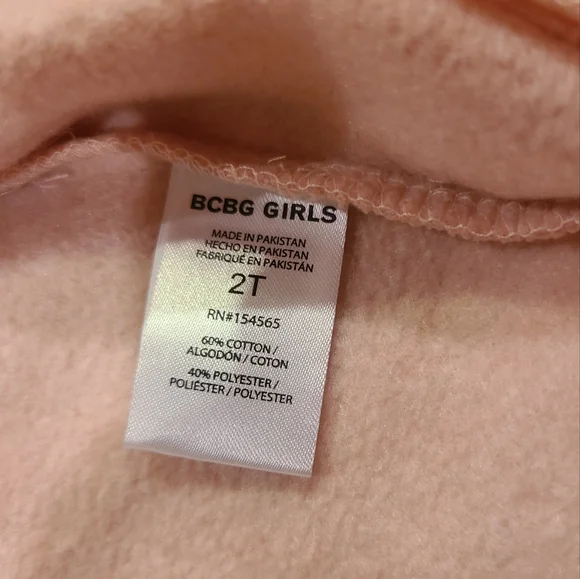 BCBG GIRLS
MADE IN PAKISTAN
HECHO EN PAKISTAN
FABRIQUÉ EN PAKISTÁN
2T
RN#154565
60% COTTON /
ALGODÓN / COTON
40% POLYESTER /
POLIÉSTER / POLYESTER